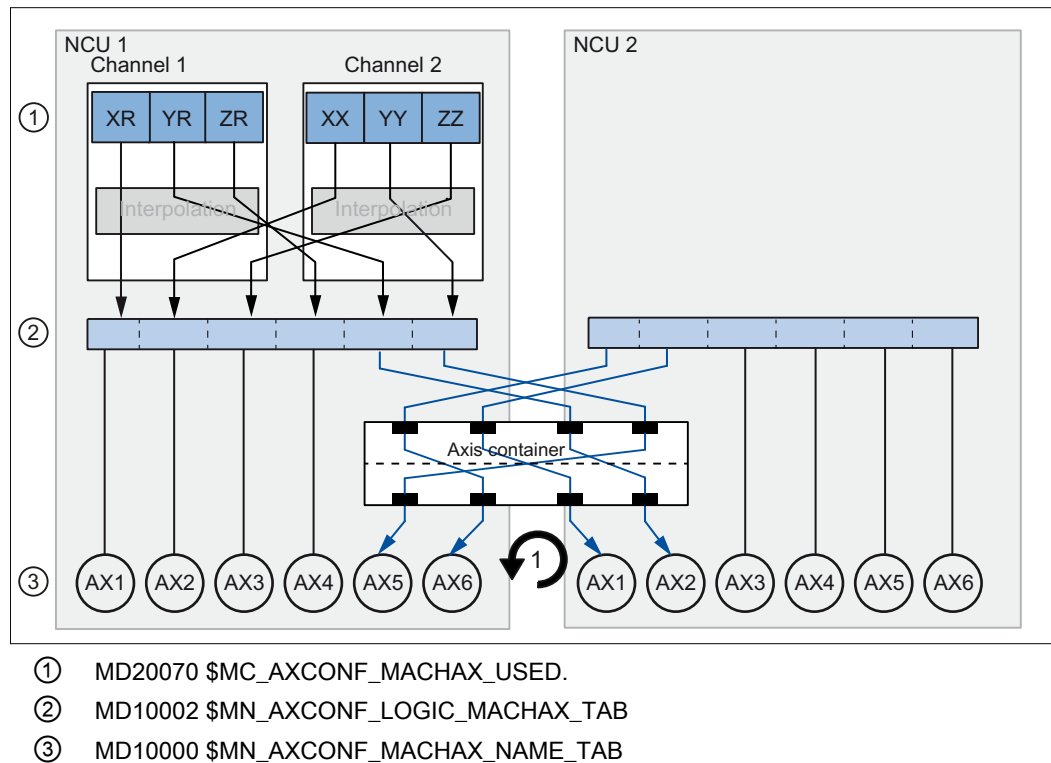 NCU 1
NCU 2
Channel 1
Channel 2
① XR YR ZR XX YY ZZ
Interpolation Interpolation
②
Axis container
1
③ AX1 AX2 AX3 AX4 AX5 AX6 AX1 AX2 AX3 AX4 AX5 AX6
① MD20070 $MC_AXCONF_MACHAX_USED.
② MD10002 $MN_AXCONF_LOGIC_MACHAX_TAB
③ MD10000 $MN_AXCONF_MACHAX_NAME_TAB